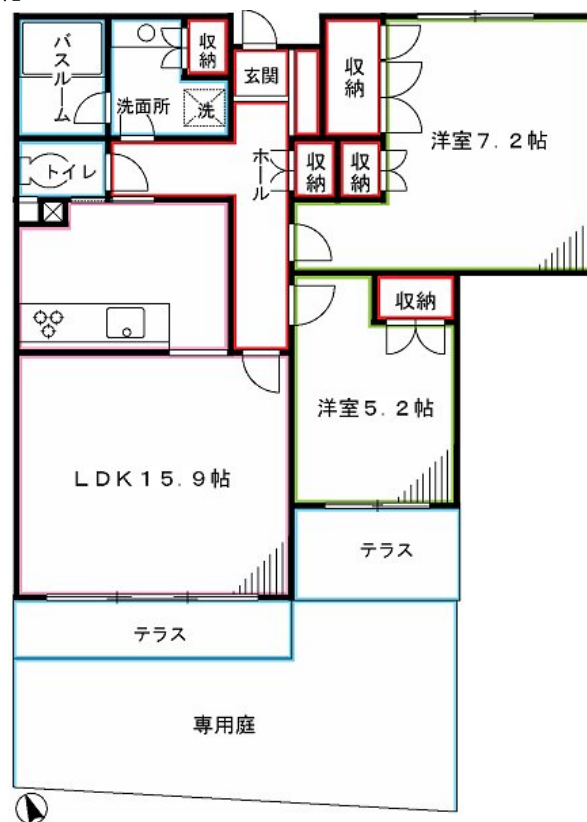 バスルーム
洗面所
収納
洗
玄関
収納
洋室7.2帖
トイレ
ホール
収納
収納
収納
洋室5.2帖
LDK15.9帖
テラス
テラス
専用庭